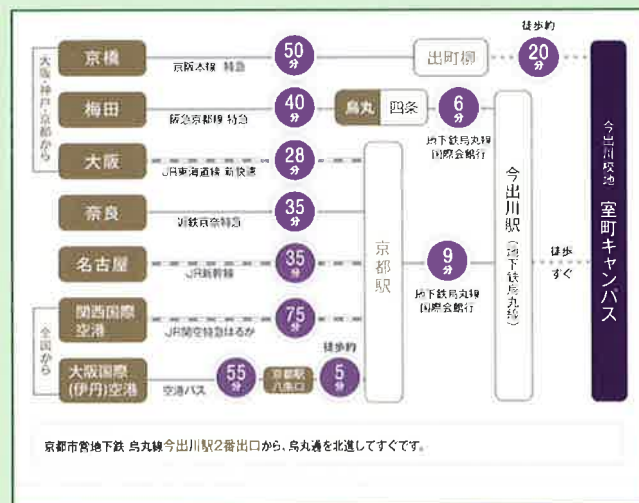 大阪・神戸・京都から
京橋
京阪本線 特急
50分
出町柳
徒歩約
20分
梅田
阪急京都線 特急
40分
烏丸
四条
6分
地下鉄烏丸線
国際会館行
大阪
JR東海道線 新快速
28分
奈良
近鉄京奈特急
35分
名古屋
JR新幹線
35分
京都駅
9分
地下鉄烏丸線
国際会館行
今出川駅(地下鉄烏丸線)
徒歩
すぐ
今出川校地 室町キャンパス
全国から
関西国際
空港
JR関空特急はるか
75分
大阪国際
(伊丹)空港
空港バス
55分
京都駅
八条口
徒歩約
5分
京都市営地下鉄 烏丸線今出川駅2番出口から、烏丸通を北進してすぐです。